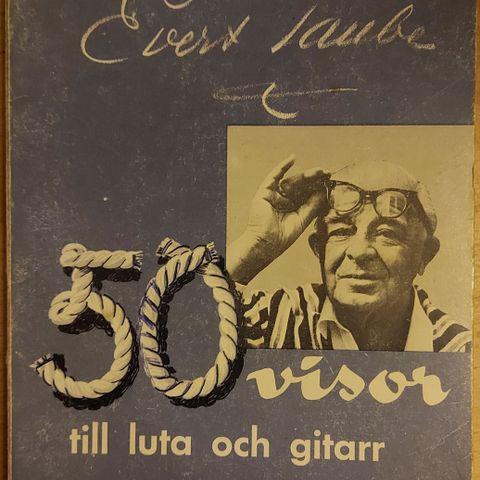 Evert Taube
50
visor
till luta och gitarr